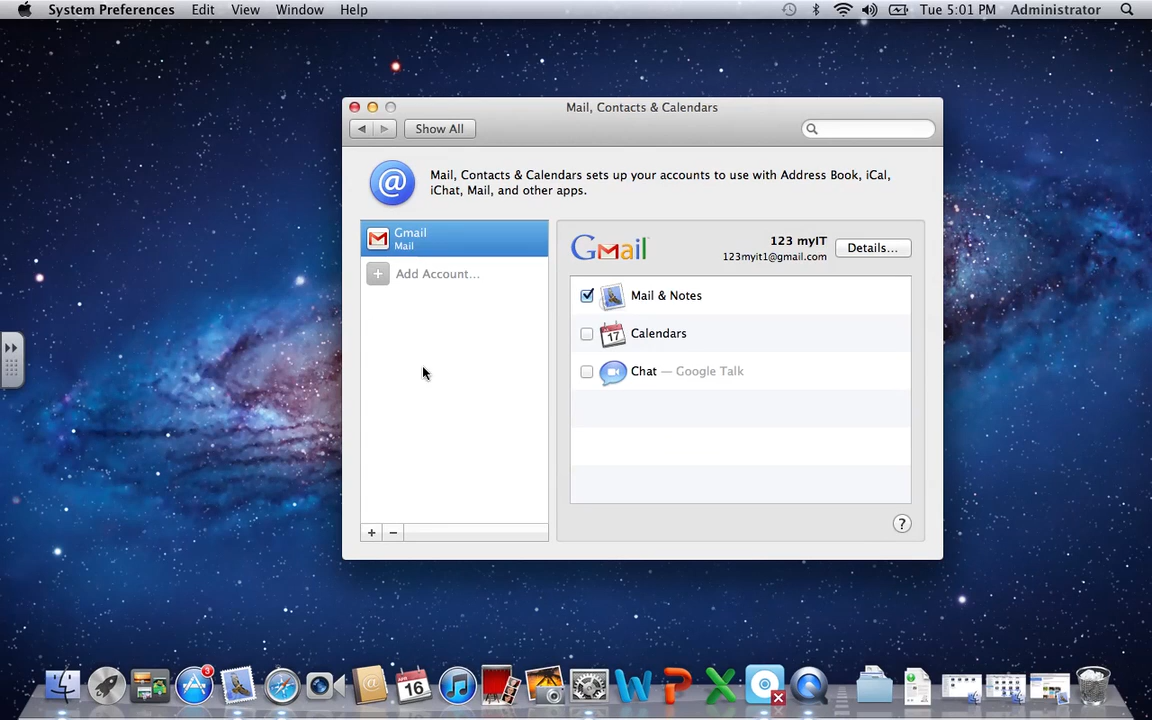 System Preferences Edit View Window Help Tue 5:01 PM Administrator
Mail, Contacts & Calendars
Show All
Mail, Contacts & Calendars sets up your accounts to use with Address Book, iCal,
iChat, Mail, and other apps.
Gmail
Mail
Add Account...
Gmail
123 myIT
123myit1@gmail.com
Details...
Mail & Notes
17
Calendars
Chat — Google Talk
+ −
?
3
16
W P X